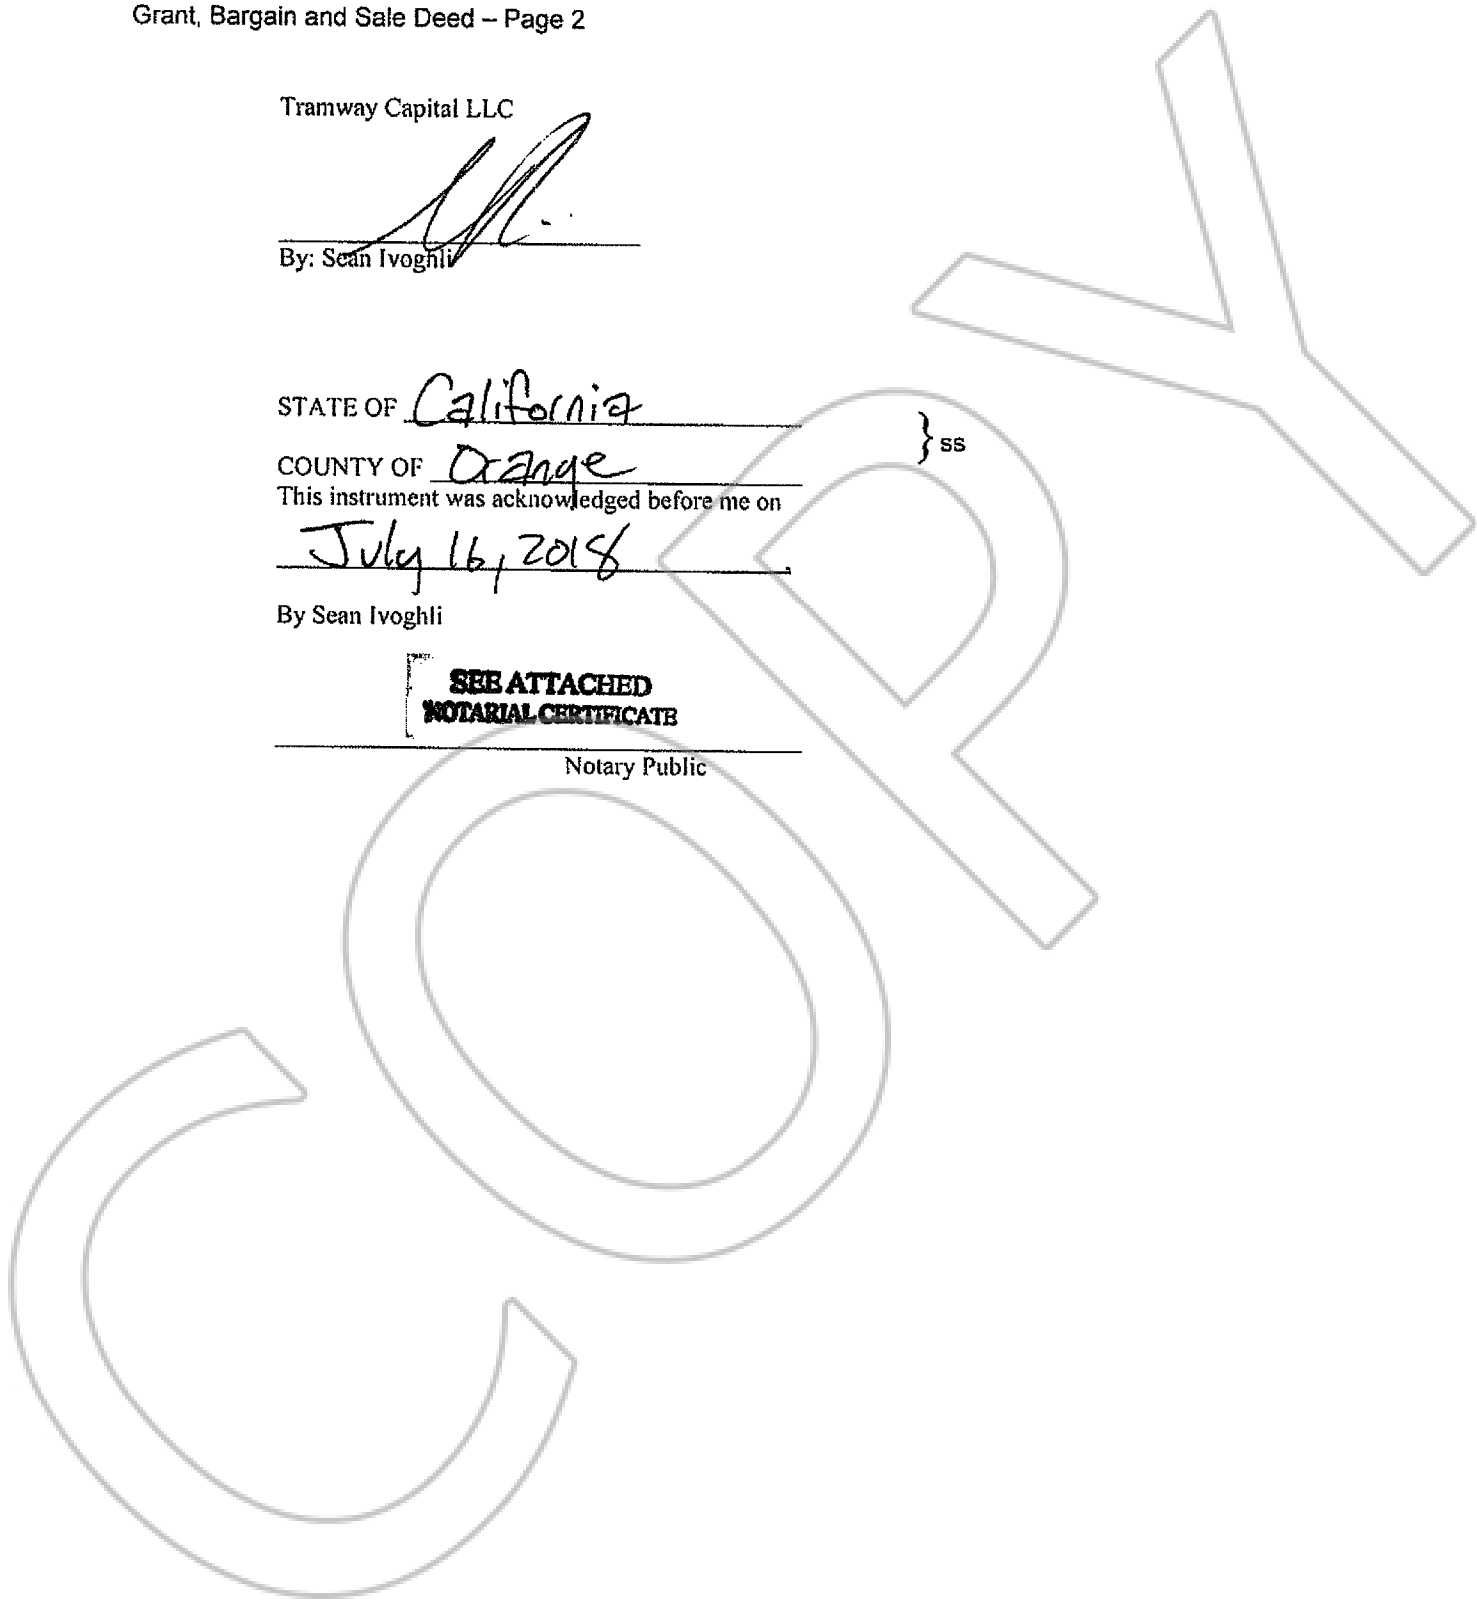 Grant, Bargain and Sale Deed – Page 2
Tramway Capital LLC
By: Sean Ivoghli
STATE OF California
} ss
COUNTY OF Orange
This instrument was acknowledged before me on
July 16, 2018
By Sean Ivoghli
SEE ATTACHED
NOTARIAL CERTIFICATE
Notary Public
COPY